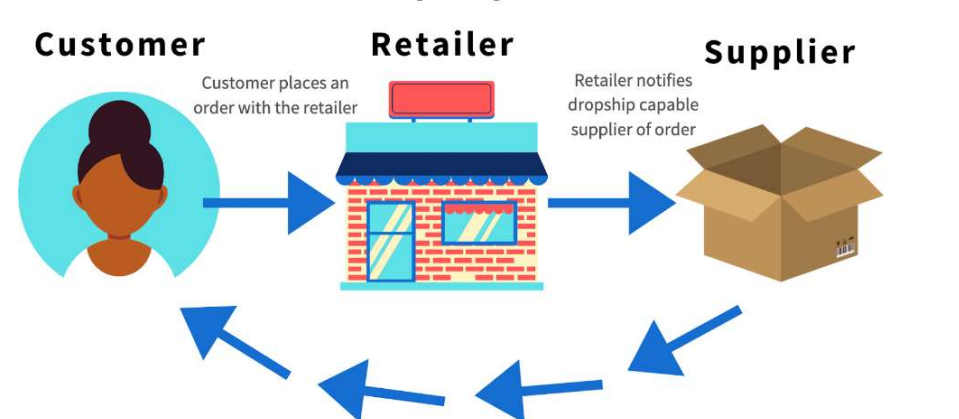 Customer
Retailer
Supplier
Customer places an
order with the retailer
Retailer notifies
dropship capable
supplier of order